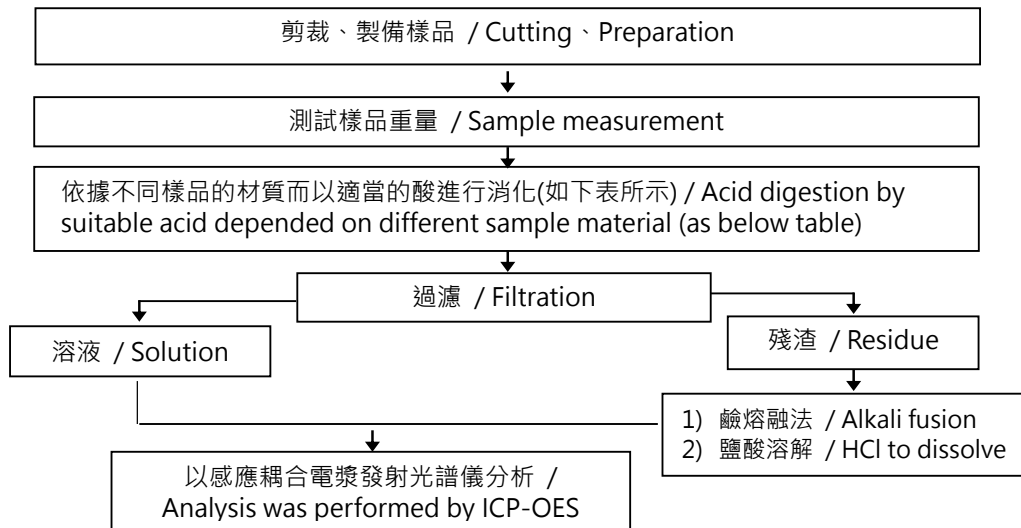 剪裁、製備樣品 / Cutting、Preparation
測試樣品重量 / Sample measurement
依據不同樣品的材質而以適當的酸進行消化(如下表所示) / Acid digestion by
suitable acid depended on different sample material (as below table)
過濾 / Filtration
溶液 / Solution
殘渣 / Residue
1) 鹼熔融法 / Alkali fusion
2) 鹽酸溶解 / HCl to dissolve
以感應耦合電漿發射光譜儀分析 /
Analysis was performed by ICP-OES